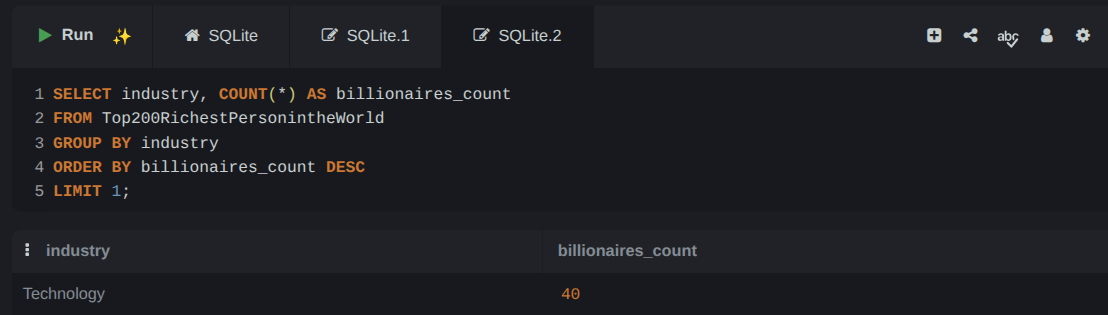 Run SQLite SQLite.1 SQLite.2 abc
1 SELECT industry, COUNT(*) AS billionaires_count
2 FROM Top200RichestPersonintheWorld
3 GROUP BY industry
4 ORDER BY billionaires_count DESC
5 LIMIT 1;
industry billionaires_count
Technology 40